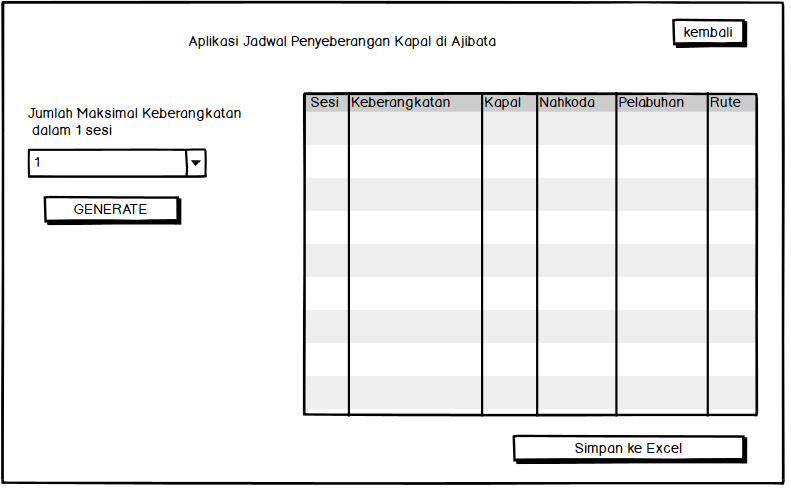 kembali
Aplikasi Jadwal Penyeberangan Kapal di Ajibata
Jumlah Maksimal Keberangkatan
dalam 1 sesi
1
GENERATE
Sesi Keberangkatan Kapal Nahkoda Pelabuhan Rute
Simpan ke Excel